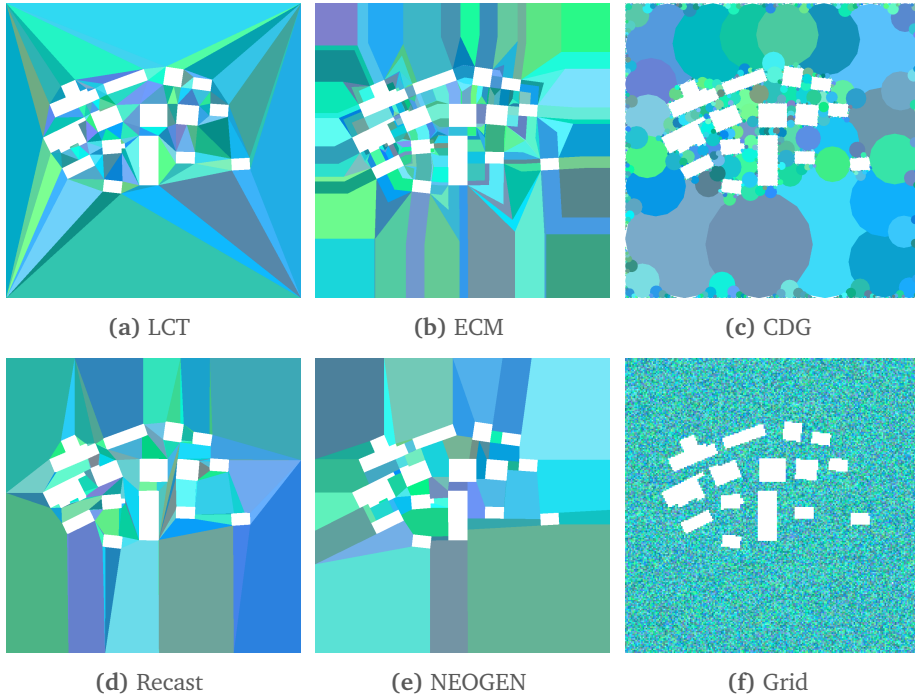 (a) LCT
(b) ECM
(c) CDG
(d) Recast
(e) NEOGEN
(f) Grid